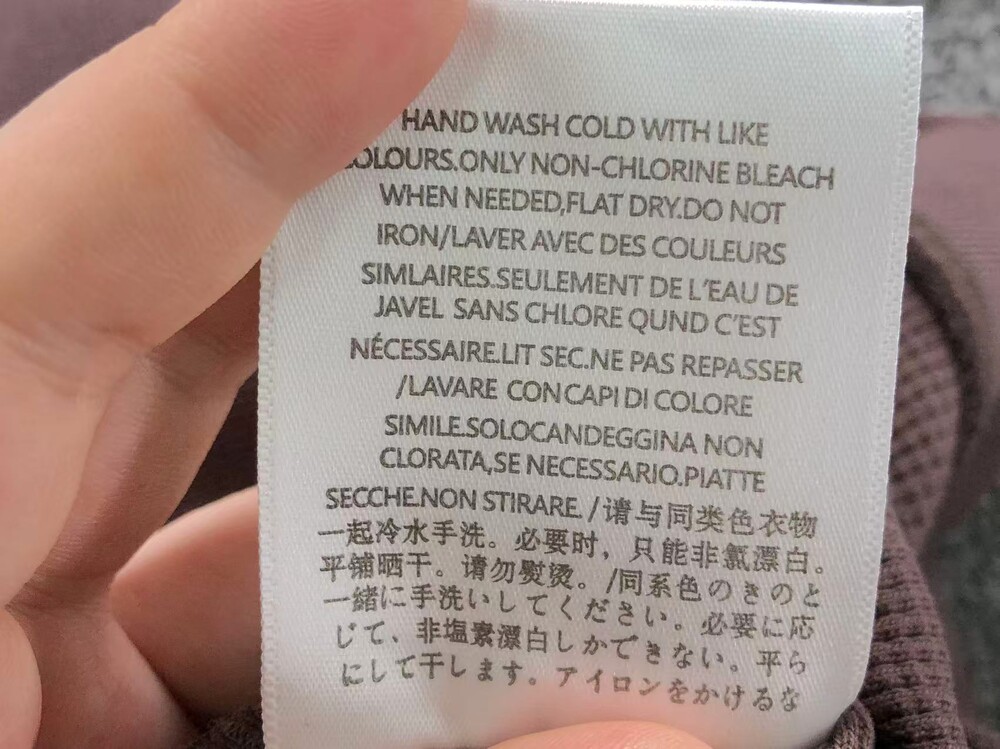 HAND WASH COLD WITH LIKE
COLOURS.ONLY NON-CHLORINE BLEACH
WHEN NEEDED,FLAT DRY.DO NOT
IRON/LAVER AVEC DES COULEURS
SIMLAIRES.SEULEMENT DE L'EAU DE
JAVEL SANS CHLORE QUND C'EST
NÉCESSAIRE.LIT SEC.NE PAS REPASSER
/LAVARE CON CAPI DI COLORE
SIMILE.SOLOCANDEGGINA NON
CLORATA,SE NECESSARIO.PIATTE
SECCHE.NON STIRARE. /请与同类色衣物
一起冷水手洗。必要时，只能非氯漂白。
平铺晒干。请勿熨烫。/同系色のきのと
一緒に手洗いしてください。必要に応
じて、非塩素漂白しかできない。平ら
にして干します。アイロンをかけるな